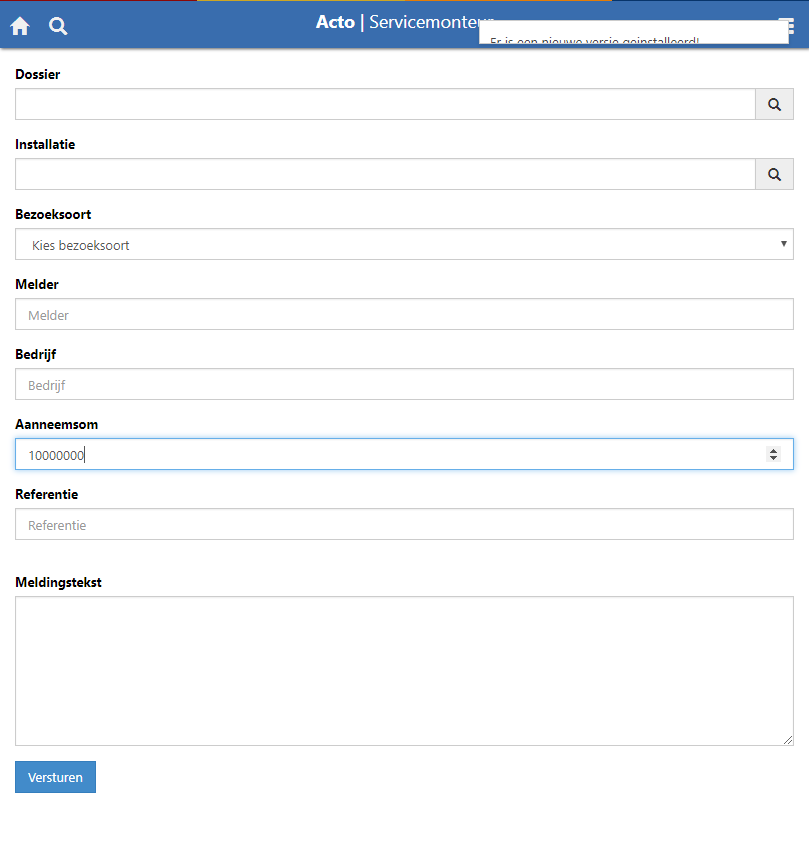 Acto | Servicemonteur
Er is een nieuwe versie geinstalleerd!
Dossier
Installatie
Bezoeksoort
Kies bezoeksoort
Melder
Melder
Bedrijf
Bedrijf
Aanneemsom
10000000
Referentie
Referentie
Meldingstekst
Versturen